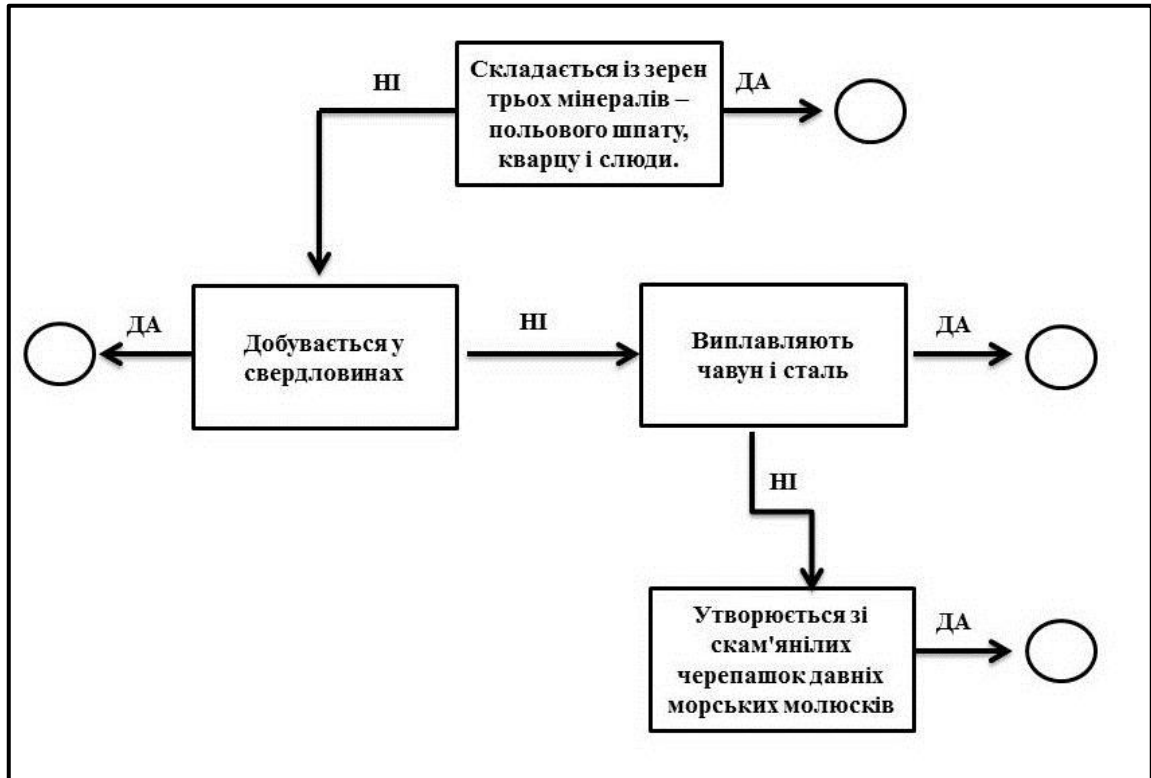 НІ
Складається із зерен
трьох мінералів –
польового шпату,
кварцу і слюди.
ДА
ДА
Добувається у
свердловинах
НІ
Виплавляють
чавун і сталь
ДА
НІ
Утворюється зі
скам'янілих
черепашок давніх
морських молюсків
ДА